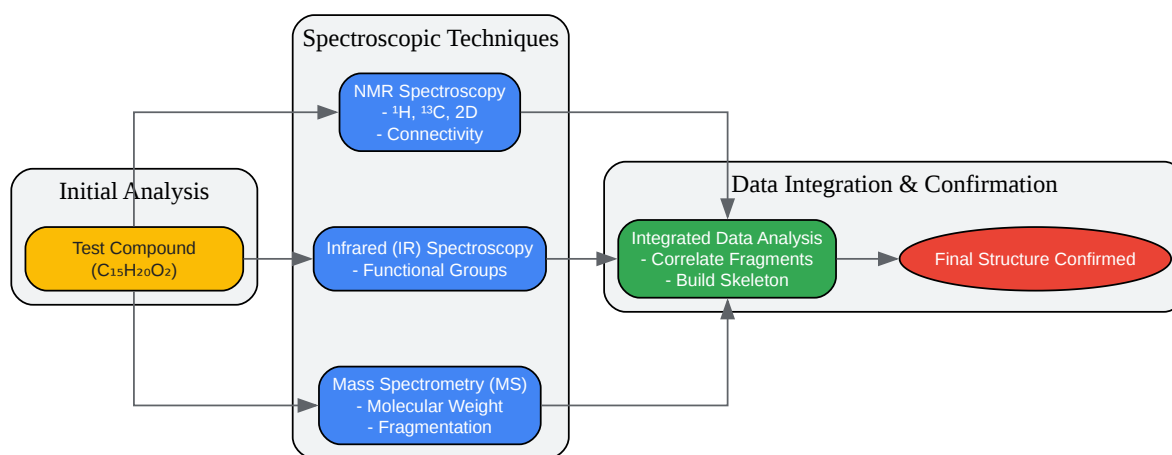 Spectroscopic Techniques
NMR Spectroscopy
- ¹H, ¹³C, 2D
- Connectivity
Initial Analysis
Test Compound
(C₁₅H₂₀O₂)
Infrared (IR) Spectroscopy
- Functional Groups
Mass Spectrometry (MS)
- Molecular Weight
- Fragmentation
Data Integration & Confirmation
Integrated Data Analysis
- Correlate Fragments
- Build Skeleton
Final Structure Confirmed